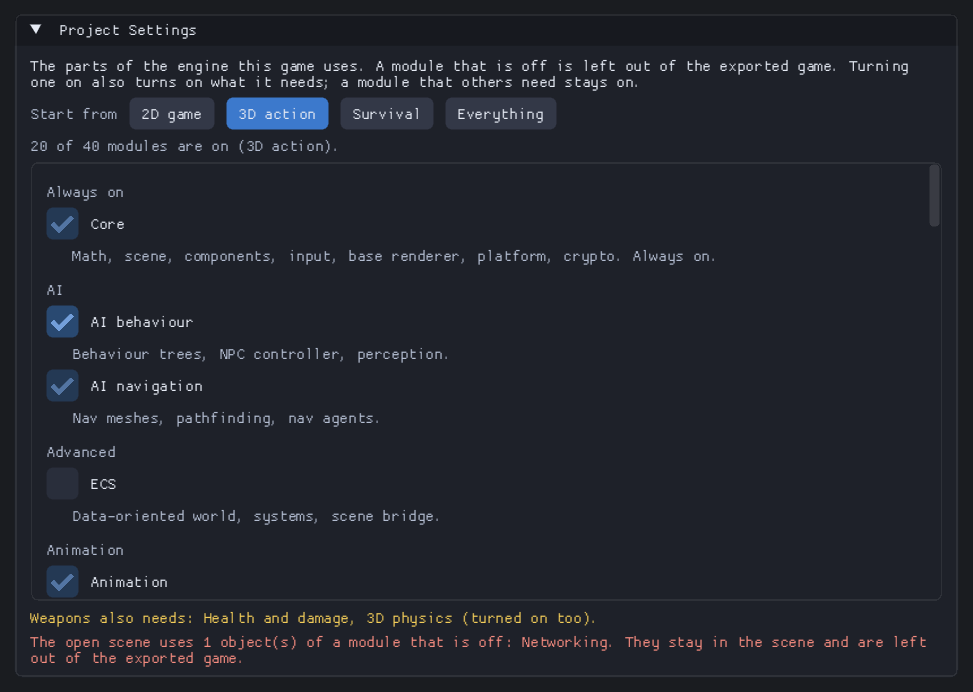 Project Settings
The parts of the engine this game uses. A module that is off is left out of the exported game. Turning
one on also turns on what it needs; a module that others need stays on.
Start from 2D game 3D action Survival Everything
20 of 40 modules are on (3D action).
Always on
Core
Math, scene, components, input, base renderer, platform, crypto. Always on.
AI
AI behaviour
Behaviour trees, NPC controller, perception.
AI navigation
Nav meshes, pathfinding, nav agents.
Advanced
ECS
Data-oriented world, systems, scene bridge.
Animation
Animation
Weapons also needs: Health and damage, 3D physics (turned on too).
The open scene uses 1 object(s) of a module that is off: Networking. They stay in the scene and are left
out of the exported game.